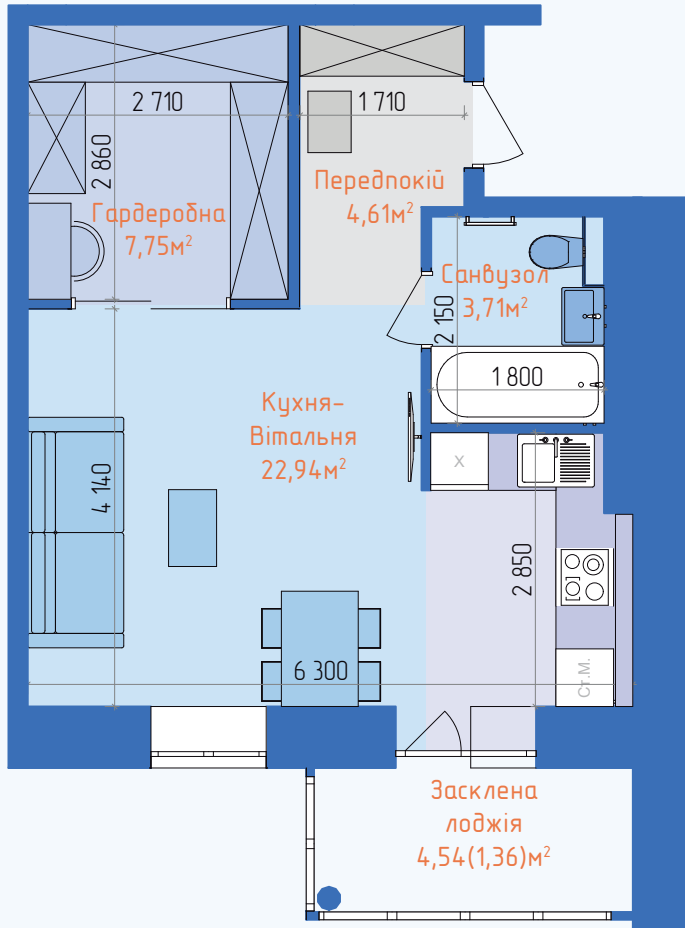 2 710
1 710
2 860
Передпокій
4,61м²
Гардеробна
7,75м²
Санвузол
3,71м²
2 150
1 800
Кухня-
Вітальня
22,94м²
X
4 140
2 850
6 300
Ст.М.
Засклена
лоджія
4,54(1,36)м²